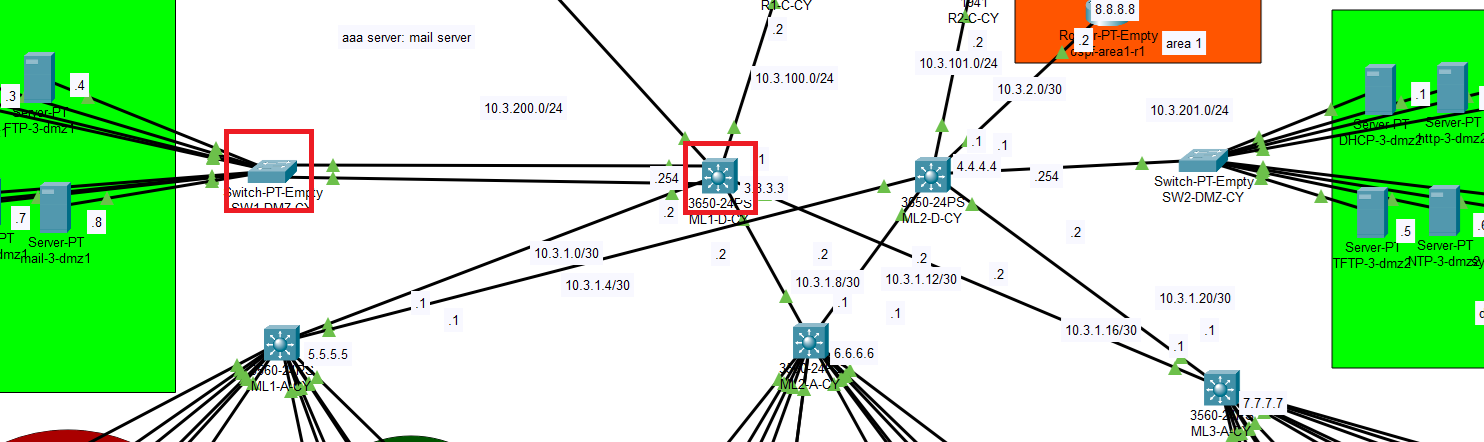 1941
R1-C-CY
R2-C-CY
8.8.8.8
.2
.2
.2
Router-PT-Empty
ospf-area1-r1
area 1
aaa server: mail server
10.3.101.0/24
10.3.100.0/24
10.3.2.0/30
.4
.3
10.3.200.0/24
10.3.201.0/24
.1
Server-PT
FTP-3-dmz1
Server-PT
DHCP-3-dmz2
Server-PT
http-3-dmz2
.1
.1
.1
4.4.4.4
.254
.254
3.3.3.3
Switch-PT-Empty
SW1-DMZ-CY
3650-24PS
ML1-D-CY
3650-24PS
ML2-D-CY
Switch-PT-Empty
SW2-DMZ-CY
.2
.7
.8
Server-PT
mail-3-dmz1
.5
Server-PT
TFTP-3-dmz2
Server-PT
NTP-3-dmz2
.2
10.3.1.0/30
.2
.2
.2
.2
10.3.1.4/30
10.3.1.8/30
10.3.1.12/30
.1
.1
.1
.1
10.3.1.20/30
10.3.1.16/30
.1
.1
5.5.5.5
ML1-A-CY
6.6.6.6
ML2-A-CY
7.7.7.7
ML3-A-CY